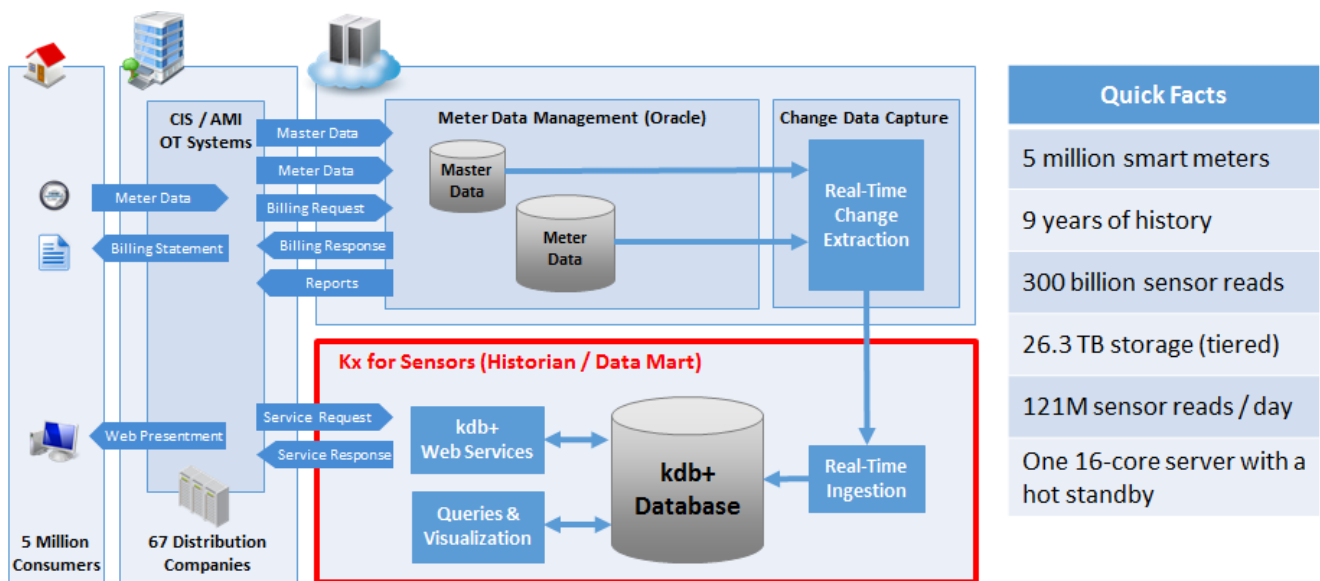 CIS / AMI
OT Systems
Meter Data
Billing Statement
Web Presentment
5 Million
Consumers
67 Distribution
Companies
Master Data
Meter Data
Billing Request
Billing Response
Reports
Service Request
Service Response
Meter Data Management (Oracle)
Master
Data
Meter
Data
Change Data Capture
Real-Time
Change
Extraction
Kx for Sensors (Historian / Data Mart)
kdb+
Web Services
Queries &
Visualization
kdb+
Database
Real-Time
Ingestion
Quick Facts
5 million smart meters
9 years of history
300 billion sensor reads
26.3 TB storage (tiered)
121M sensor reads / day
One 16-core server with a
hot standby